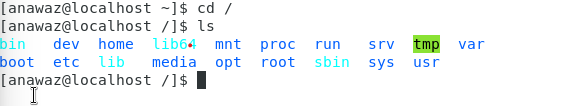 [anawaz@localhost ~]$ cd /
[anawaz@localhost /]$ ls
bin   dev  home  lib64  mnt  proc  run   srv  tmp  var
boot  etc  lib   media  opt  root  sbin  sys  usr
[anawaz@localhost /]$